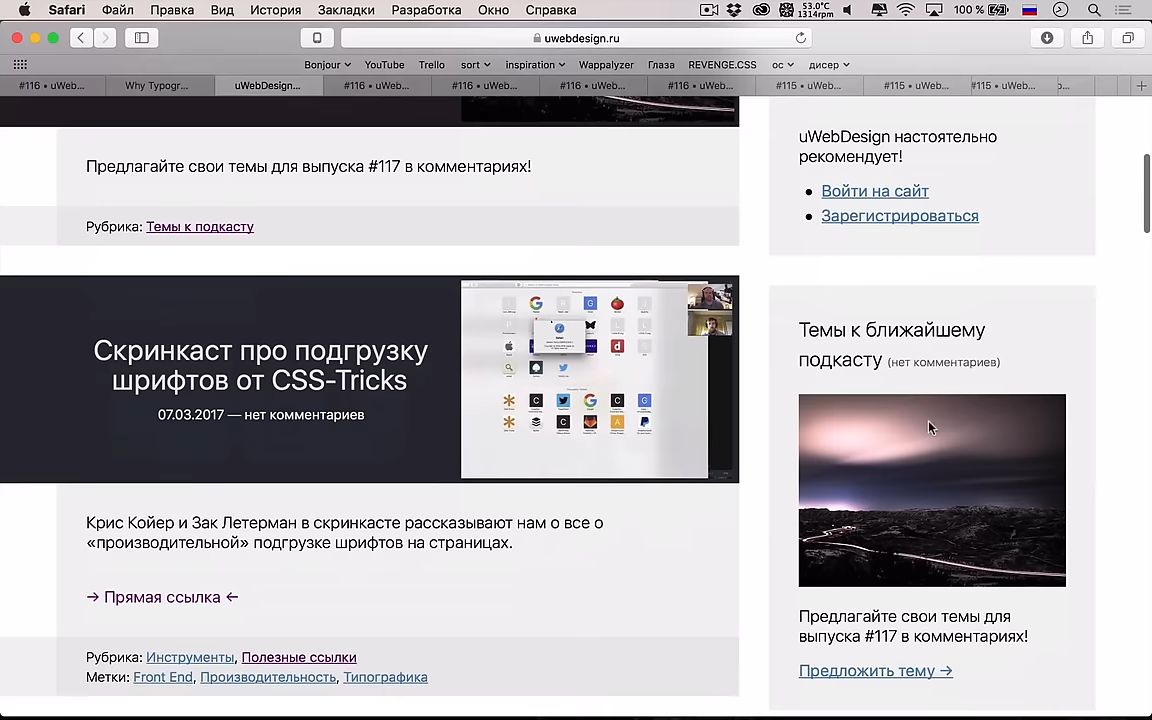 Safari Файл Правка Вид История Закладки Разработка Окно Справка 53.0°C 1314rpm 100 %
uwebdesign.ru
Bonjour YouTube Trello sort inspiration Wappalyzer Глаза REVENGE.CSS ос дисер
#116 • uWeb... Why Typogr... uWebDesign... #116 • uWeb... #116 • uWeb... #116 • uWeb... #116 • uWeb... #115 • uWeb... #115 • uWeb... #115 • uWeb...
Предлагайте свои темы для выпуска #117 в комментариях!
Рубрика: Темы к подкасту
Скринкаст про подгрузку
шрифтов от CSS-Tricks
07.03.2017 — нет комментариев
Крис Койер и Зак Летерман в скринкасте рассказывают нам о все о
«производительной» подгрузке шрифтов на страницах.
→ Прямая ссылка ←
Рубрика: Инструменты, Полезные ссылки
Метки: Front End, Производительность, Типографика
uWebDesign настоятельно
рекомендует!
• Войти на сайт
• Зарегистрироваться
Темы к ближайшему
подкасту (нет комментариев)
Предлагайте свои темы для
выпуска #117 в комментариях!
Предложить тему →